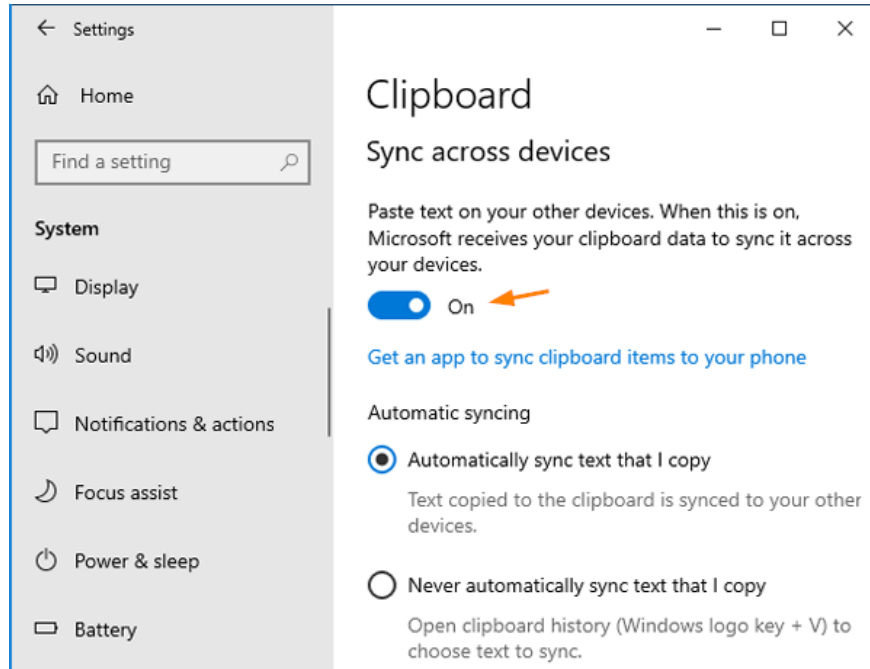 Settings
Home
Find a setting
System
Display
Sound
Notifications & actions
Focus assist
Power & sleep
Battery
Clipboard
Sync across devices
Paste text on your other devices. When this is on,
Microsoft receives your clipboard data to sync it across
your devices.
On
Get an app to sync clipboard items to your phone
Automatic syncing
Automatically sync text that I copy
Text copied to the clipboard is synced to your other
devices.
Never automatically sync text that I copy
Open clipboard history (Windows logo key + V) to
choose text to sync.